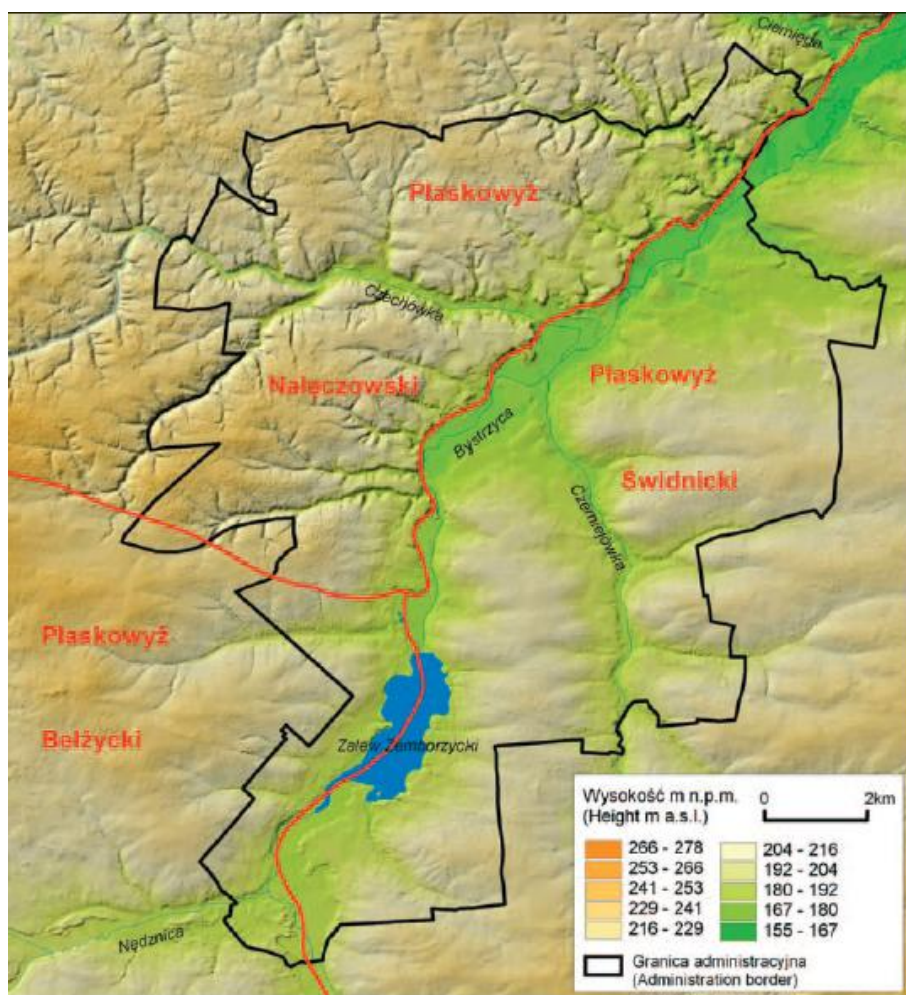 Ciemięga
Płaskowyż
Czechówka
Nałęczowski
Płaskowyż
Bystrzyca
Swidnicki
Czerniejówka
Płaskowyż
Bełżycki
Zalew Zemborzycki
Nędznica
Wysokość m n.p.m.
(Height m a.s.l.)
0 2km
266 - 278 204 - 216
253 - 266 192 - 204
241 - 253 180 - 192
229 - 241 167 - 180
216 - 229 155 - 167
Granica administracyjna
(Administration border)